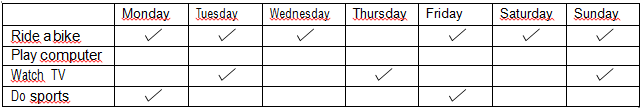 Monday Tuesday Wednesday Thursday Friday Saturday Sunday
Ride a bike ✓ ✓ ✓ ✓ ✓ ✓
Play computer
Watch TV ✓ ✓ ✓
Do sports ✓ ✓